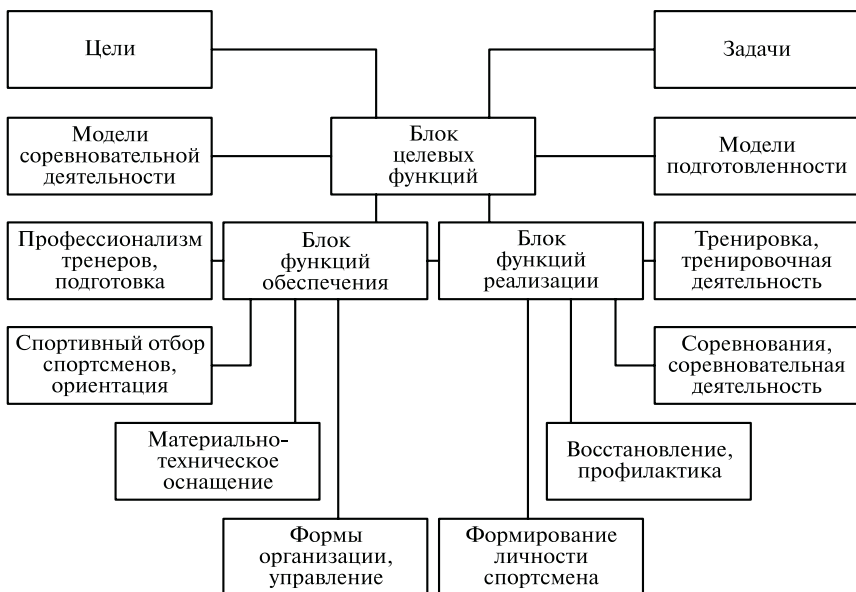 Цели
Задачи
Модели
соревновательной
деятельности
Блок
целевых
функций
Модели
подготовленности
Профессионализм
тренеров,
подготовка
Блок
функций
обеспечения
Блок
функций
реализации
Тренировка,
тренировочная
деятельность
Спортивный отбор
спортсменов,
ориентация
Соревнования,
соревновательная
деятельность
Материально-
техническое
оснащение
Восстановление,
профилактика
Формы
организации,
управление
Формирование
личности
спортсмена